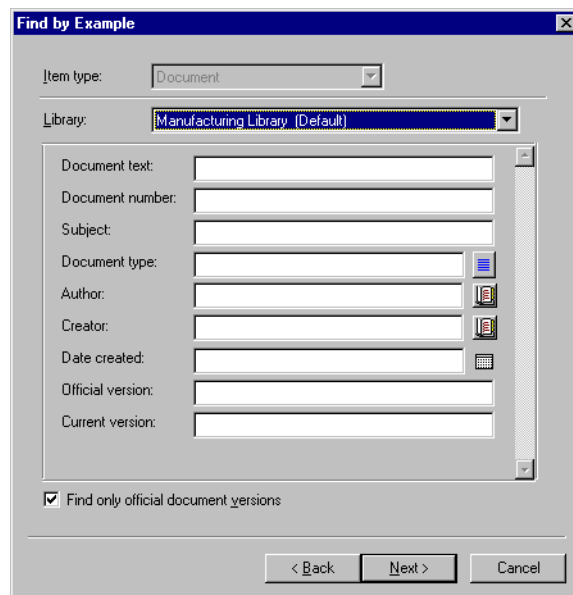 Find by Example
Item type: Document
Library: Manufacturing Library (Default)
Document text:
Document number:
Subject:
Document type:
Author:
Creator:
Date created:
Official version:
Current version:
Find only official document versions
< Back Next > Cancel